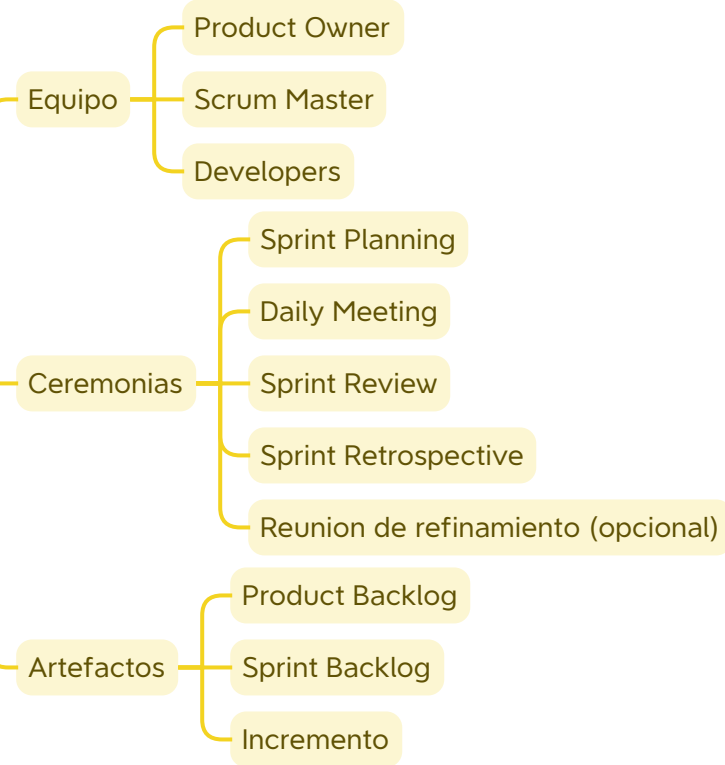 Equipo
Product Owner
Scrum Master
Developers
Ceremonias
Sprint Planning
Daily Meeting
Sprint Review
Sprint Retrospective
Reunion de refinamiento (opcional)
Artefactos
Product Backlog
Sprint Backlog
Incremento